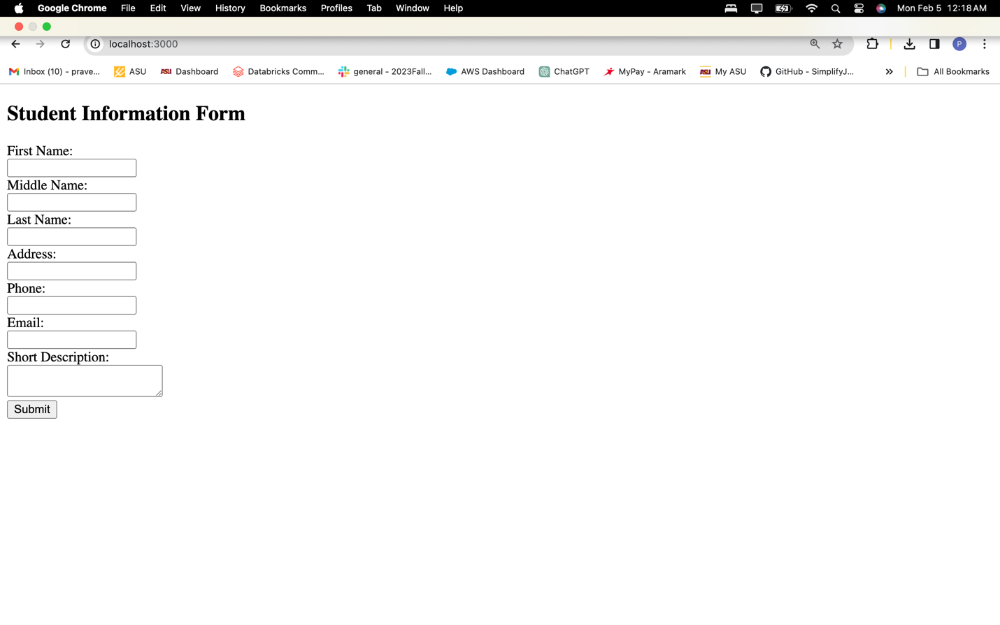 Google Chrome File Edit View History Bookmarks Profiles Tab Window Help Mon Feb 5 12:18 AM
localhost:3000 P
Inbox (10) - prave... ASU ASU Dashboard Databricks Comm... general - 2023Fall... AWS Dashboard ChatGPT MyPay - Aramark ASU My ASU GitHub - SimplifyJ... » All Bookmarks
Student Information Form
First Name:
Middle Name:
Last Name:
Address:
Phone:
Email:
Short Description:
Submit